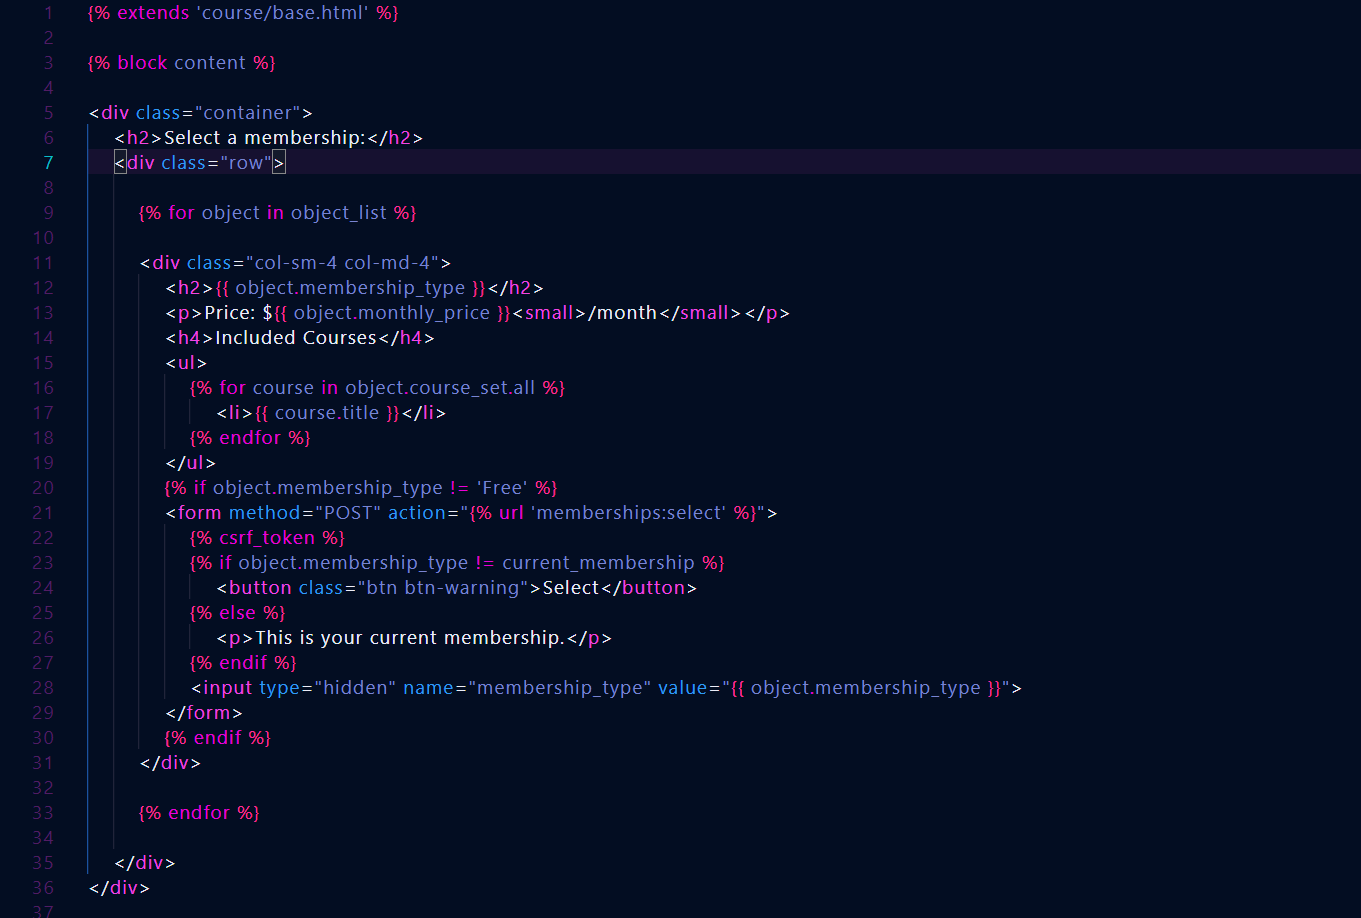 1 {% extends 'course/base.html' %}
2
3 {% block content %}
4
5 <div class="container">
6 <h2>Select a membership:</h2>
7 <div class="row">
8
9 {% for object in object_list %}
10
11 <div class="col-sm-4 col-md-4">
12 <h2>{{ object.membership_type }}</h2>
13 <p>Price: ${{ object.monthly_price }}<small>/month</small></p>
14 <h4>Included Courses</h4>
15 <ul>
16 {% for course in object.course_set.all %}
17 <li>{{ course.title }}</li>
18 {% endfor %}
19 </ul>
20 {% if object.membership_type != 'Free' %}
21 <form method="POST" action="{% url 'memberships:select' %}">
22 {% csrf_token %}
23 {% if object.membership_type != current_membership %}
24 <button class="btn btn-warning">Select</button>
25 {% else %}
26 <p>This is your current membership.</p>
27 {% endif %}
28 <input type="hidden" name="membership_type" value="{{ object.membership_type }}">
29 </form>
30 {% endif %}
31 </div>
32
33 {% endfor %}
34
35 </div>
36 </div>
37